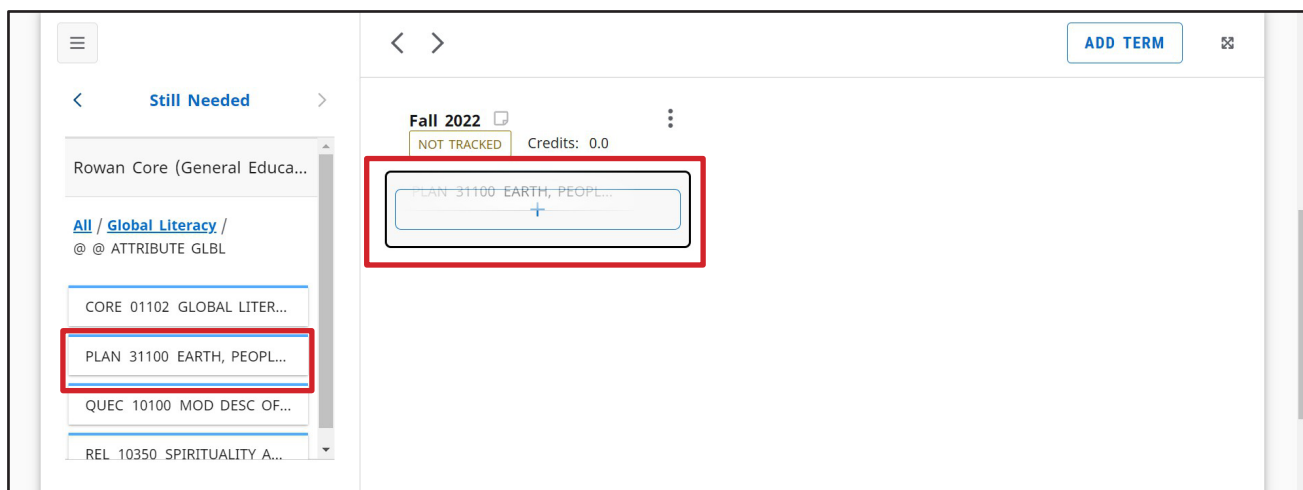 ADD TERM
Still Needed
Rowan Core (General Educa...
All / Global Literacy /
@ @ ATTRIBUTE GLBL
CORE 01102 GLOBAL LITER...
PLAN 31100 EARTH, PEOPL...
QUEC 10100 MOD DESC OF...
REL 10350 SPIRITUALITY A...
Fall 2022
NOT TRACKED Credits: 0.0
PLAN 31100 EARTH, PEOPL...